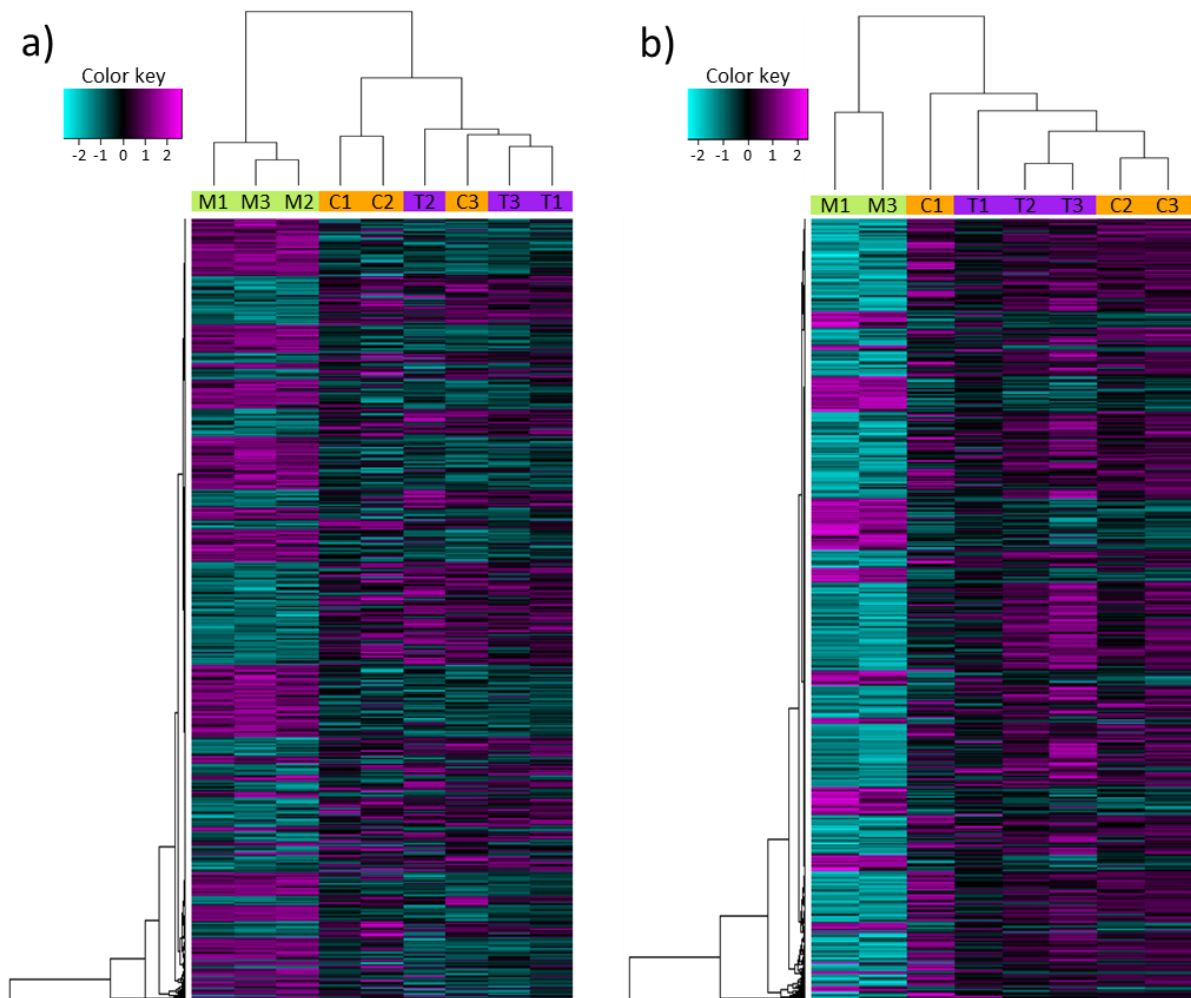 a)
Color key
-2 -1 0 1 2
M1 M3 M2 C1 C2 T2 C3 T3 T1
b)
Color key
-2 -1 0 1 2
M1 M3 C1 T1 T2 T3 C2 C3